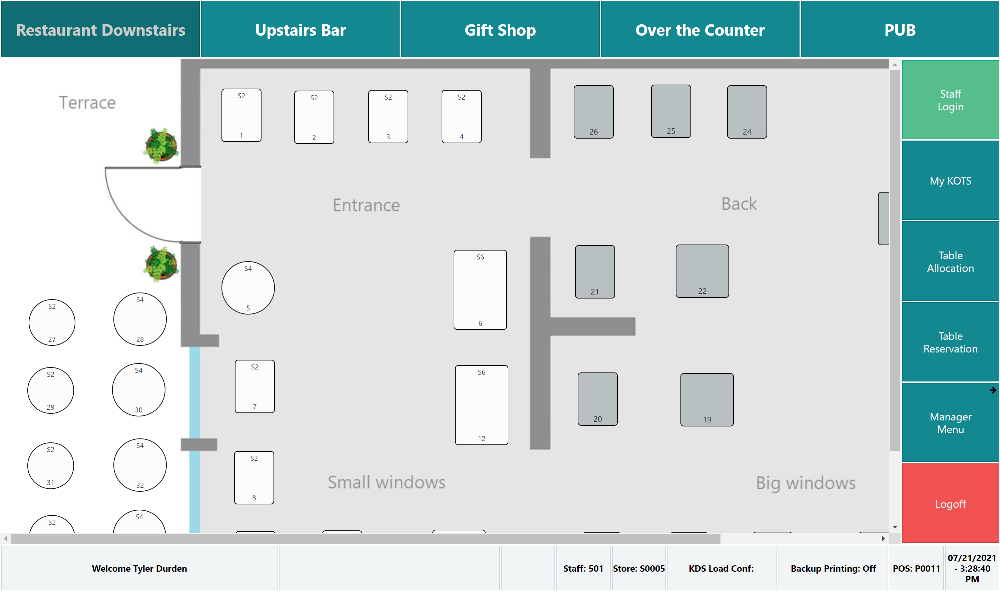 Restaurant Downstairs
Upstairs Bar
Gift Shop
Over the Counter
PUB
Terrace
S2
1
S2
2
S2
3
S2
4
26
25
24
Staff
Login
My KOTS
Entrance
Back
S4
5
S6
6
21
22
Table
Allocation
S2
27
S4
28
Table
Reservation
S2
29
S4
30
S2
7
S6
12
20
19
Manager
Menu
S2
31
S4
32
S2
8
Small windows
Big windows
Logoff
S2
S4
Welcome Tyler Durden
Staff: 501
Store: S0005
KDS Load Conf:
Backup Printing: Off
POS: P0011
07/21/2021
- 3:28:40
PM